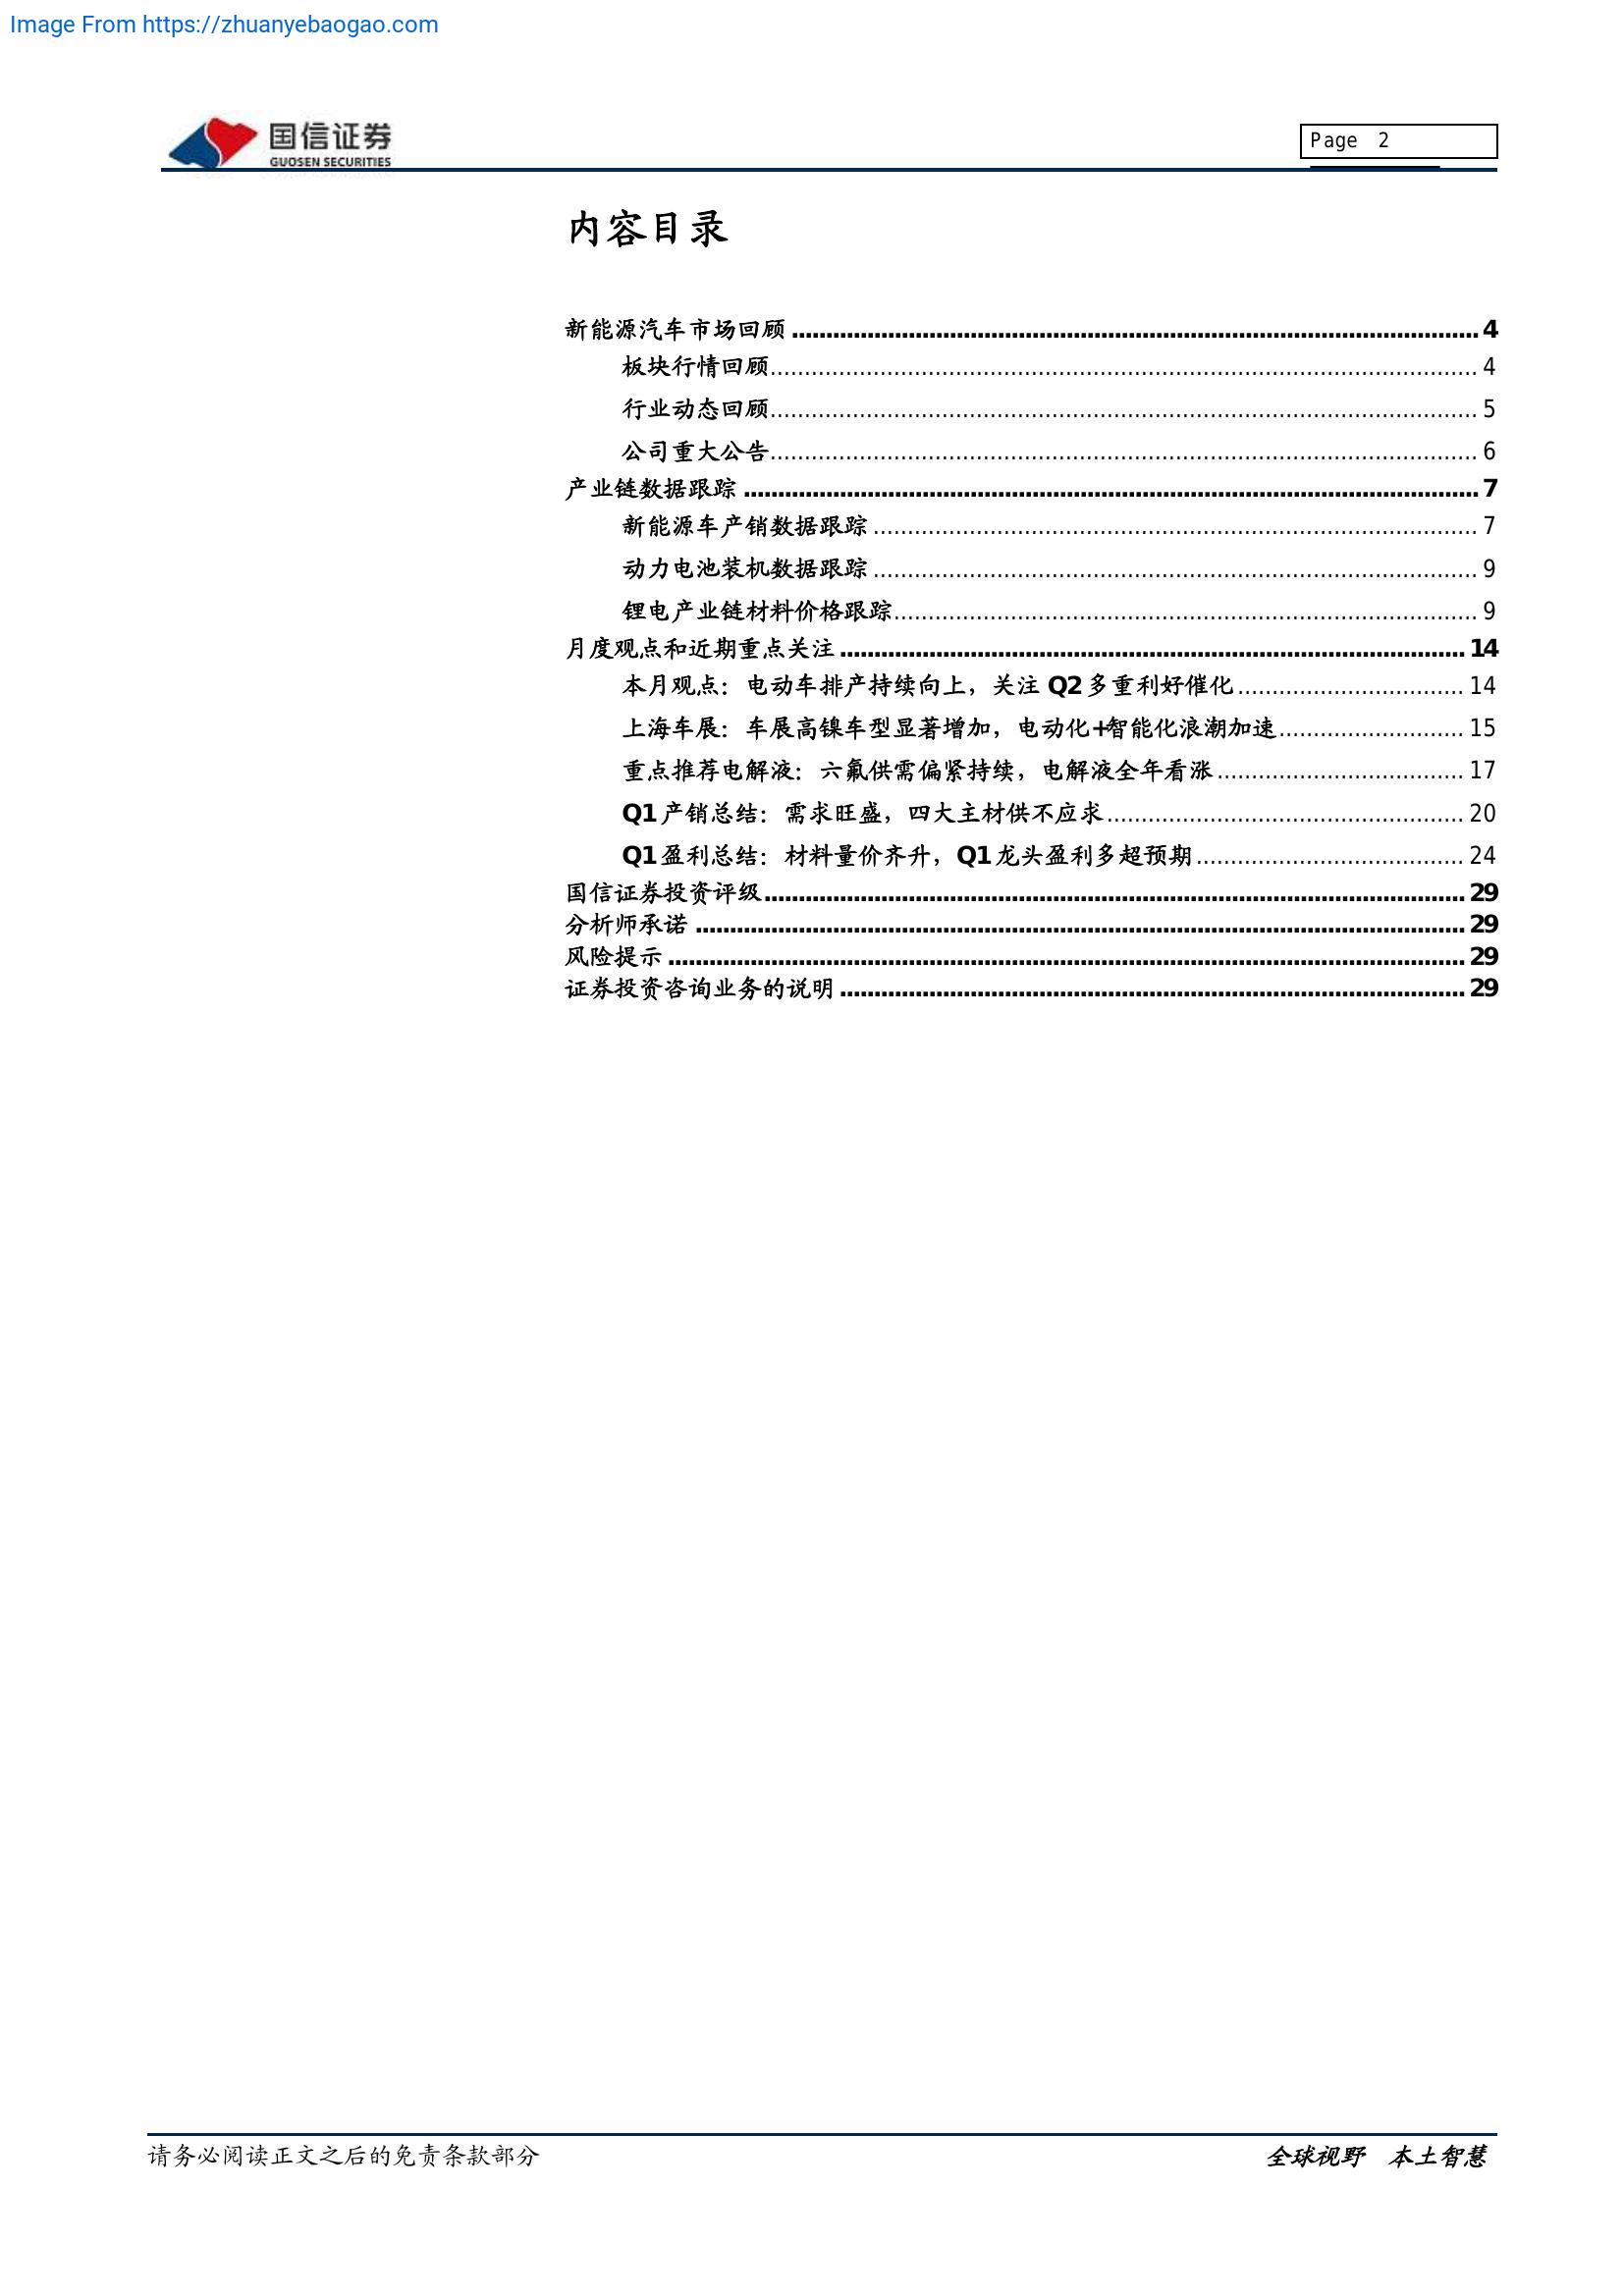 Image From https://zhuanyebaogao.com
国信证券
GUOSEN SECURITIES
Page 2
内容目录
新能源汽车市场回顾 ........ 4
板块行情回顾 ........ 4
行业动态回顾 ........ 5
公司重大公告 ........ 6
产业链数据跟踪 ........ 7
新能源车产销数据跟踪 ........ 7
动力电池装机数据跟踪 ........ 9
锂电产业链材料价格跟踪 ........ 9
月度观点和近期重点关注 ........ 14
本月观点：电动车排产持续向上，关注 Q2 多重利好催化 ........ 14
上海车展：车展高镍车型显著增加，电动化+智能化浪潮加速 ........ 15
重点推荐电解液：六氟供需偏紧持续，电解液全年看涨 ........ 17
Q1 产销总结：需求旺盛，四大主材供不应求 ........ 20
Q1 盈利总结：材料量价齐升，Q1 龙头盈利多超预期 ........ 24
国信证券投资评级 ........ 29
分析师承诺 ........ 29
风险提示 ........ 29
证券投资咨询业务的说明 ........ 29
请务必阅读正文之后的免责条款部分
全球视野 本土智慧